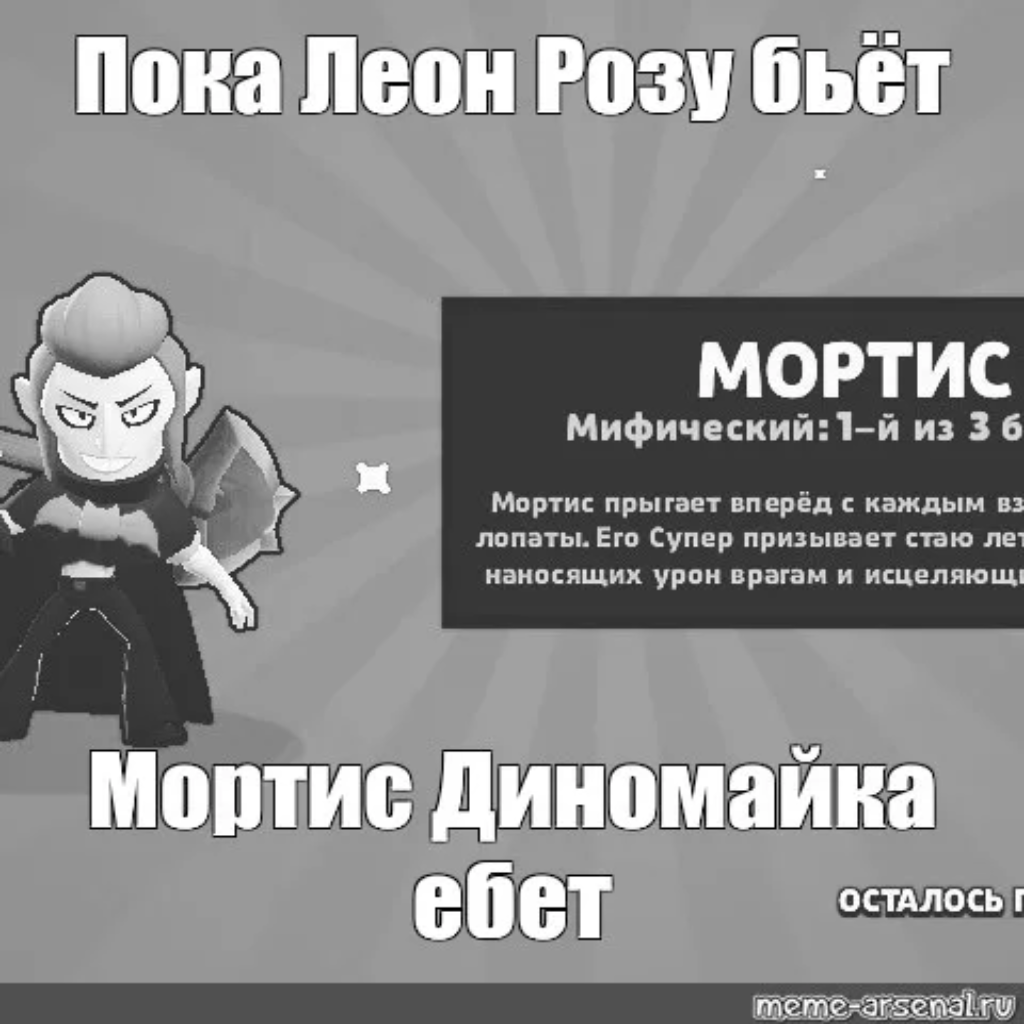 Пока Леон Розу бьёт
МОРТИС
Мифический: 1-й из 3
Мортис прыгает вперёд с каждым
лопаты. Его Супер призывает стаю
наносящих урон врагам и
Мортис Диномайка
ебет
ОСТАЛОСЬ
meme-arsenal.ru